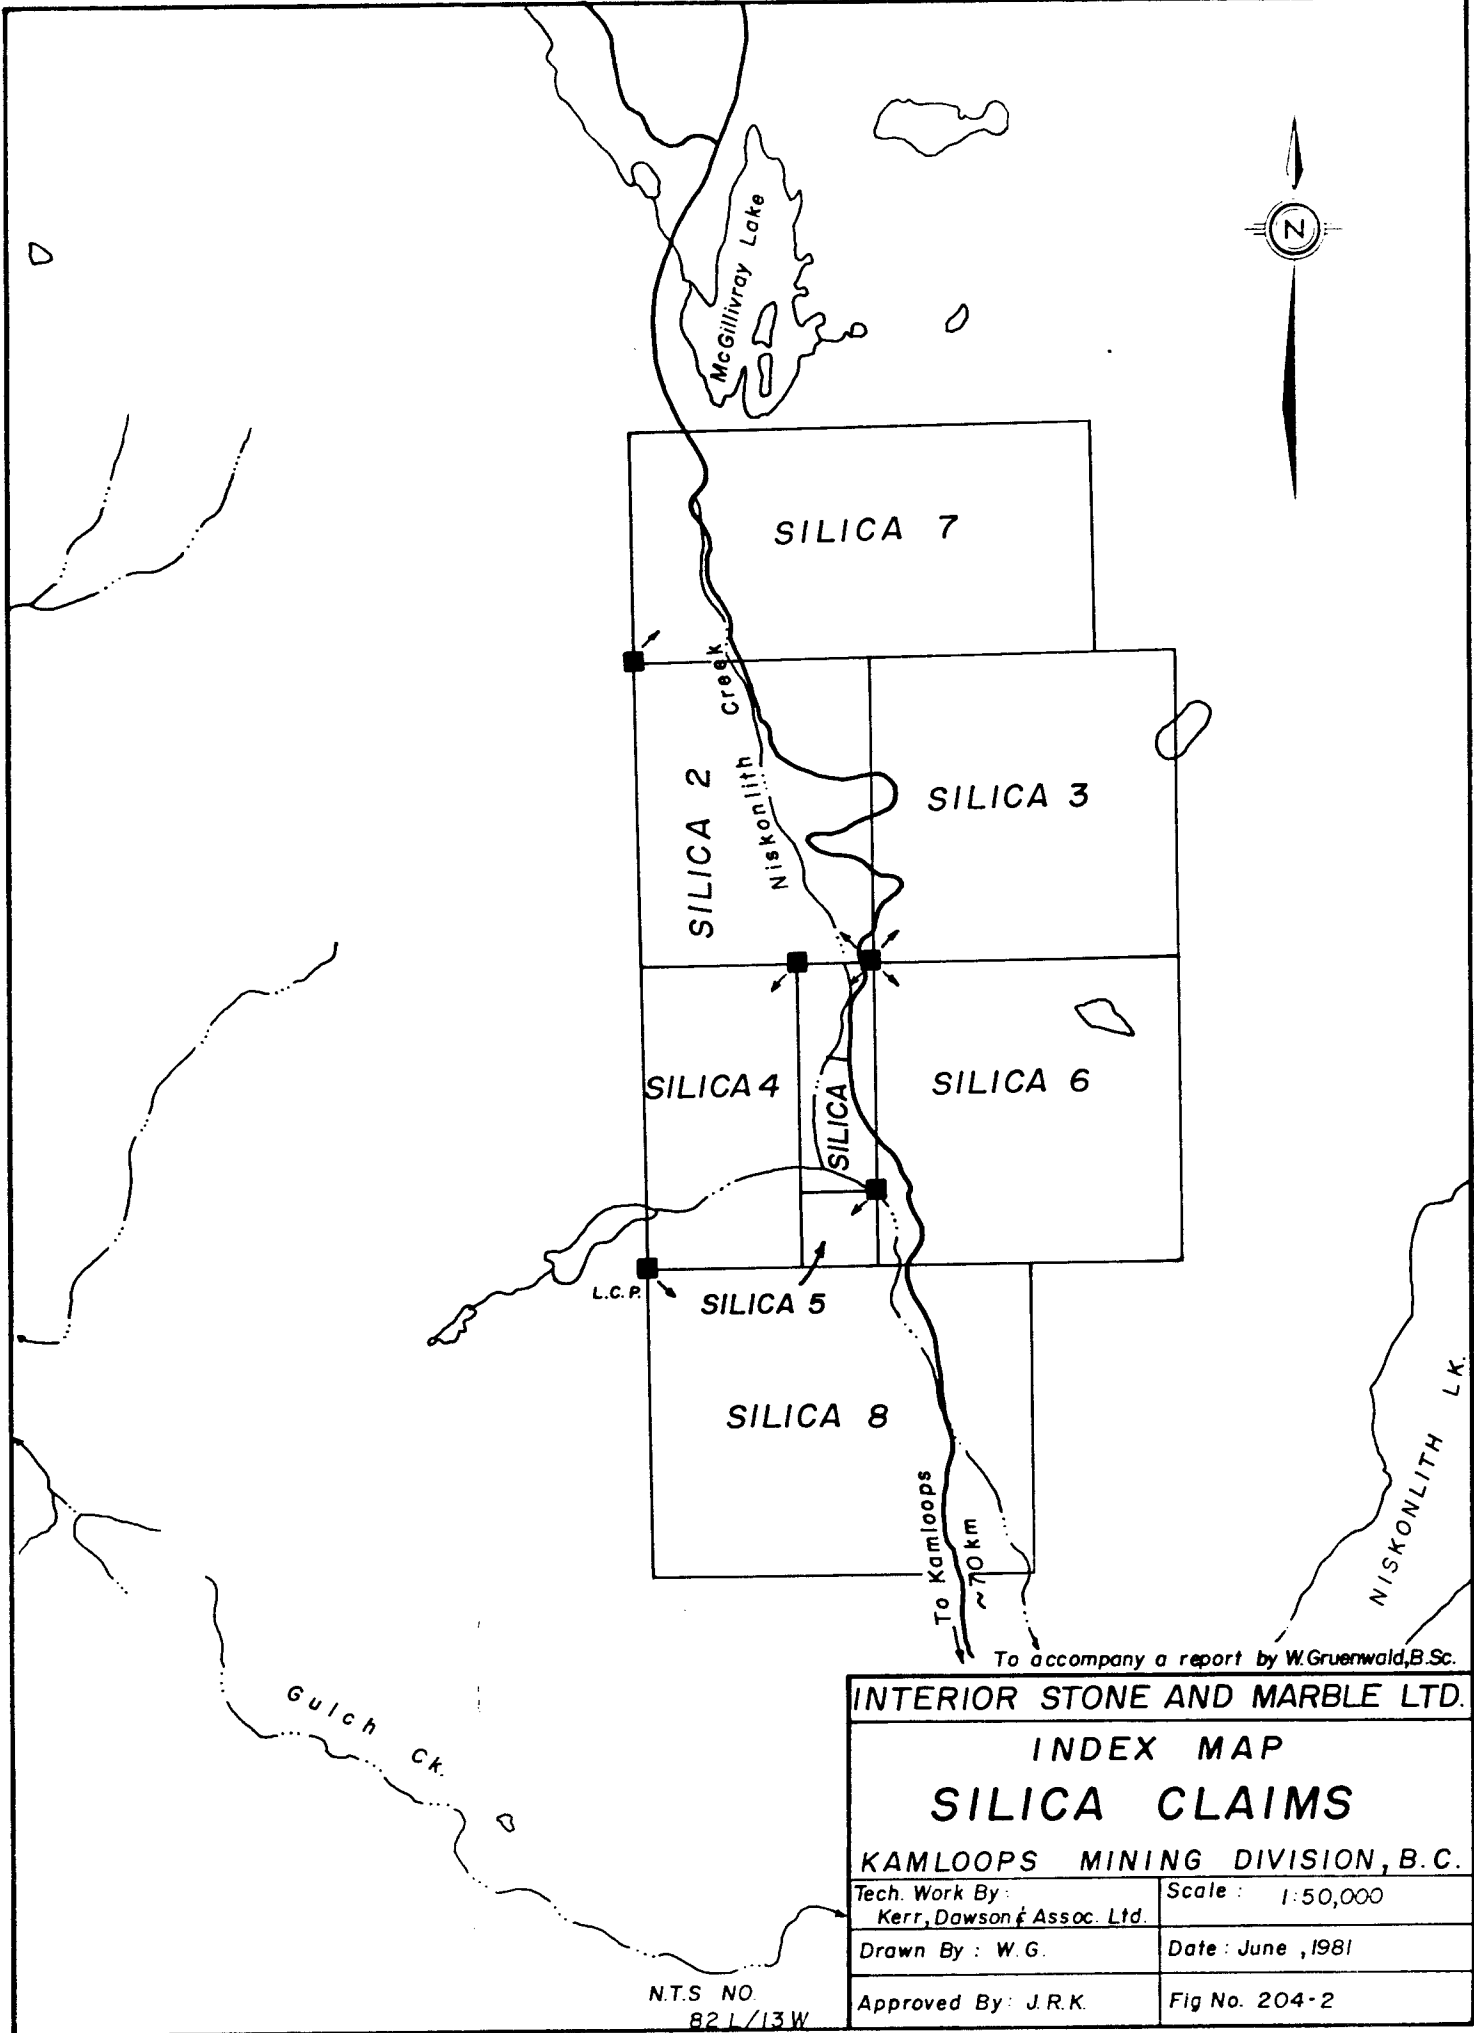 N
McGillivray Lake
SILICA 7
Niskonlith Creek
SILICA 2
SILICA 3
SILICA 4
SILICA
SILICA 6
L.C.P.
SILICA 5
SILICA 8
To Kamloops
~70 km
NISKONLITH LK.
Gulch Ck.
N.T.S NO.
82 L/13 W
To accompany a report by W. Gruenwald, B.Sc.
INTERIOR STONE AND MARBLE LTD.
INDEX MAP
SILICA CLAIMS
KAMLOOPS MINING DIVISION, B.C.
Tech. Work By:
Kerr, Dawson & Assoc. Ltd.
Scale: 1:50,000
Drawn By: W.G.
Date: June, 1981
Approved By: J.R.K.
Fig No. 204-2